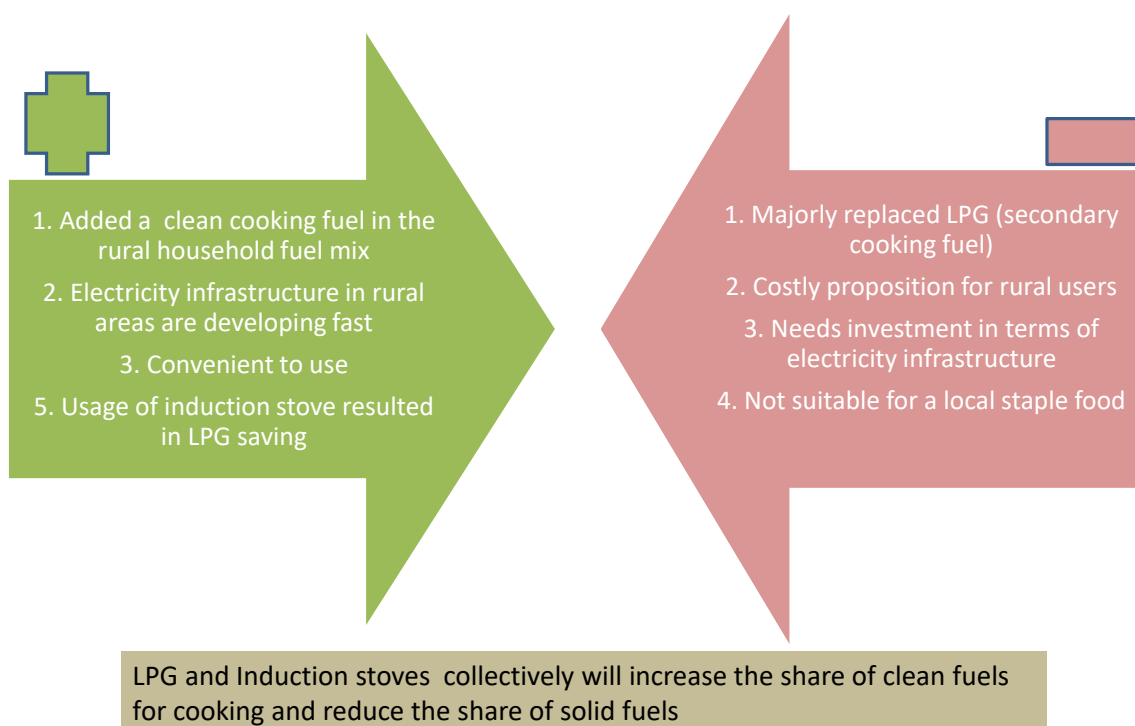 1. Added a clean cooking fuel in the
rural household fuel mix
2. Electricity infrastructure in rural
areas are developing fast
3. Convenient to use
5. Usage of induction stove resulted
in LPG saving
1. Majorly replaced LPG (secondary
cooking fuel)
2. Costly proposition for rural users
3. Needs investment in terms of
electricity infrastructure
4. Not suitable for a local staple food
LPG and Induction stoves collectively will increase the share of clean fuels
for cooking and reduce the share of solid fuels